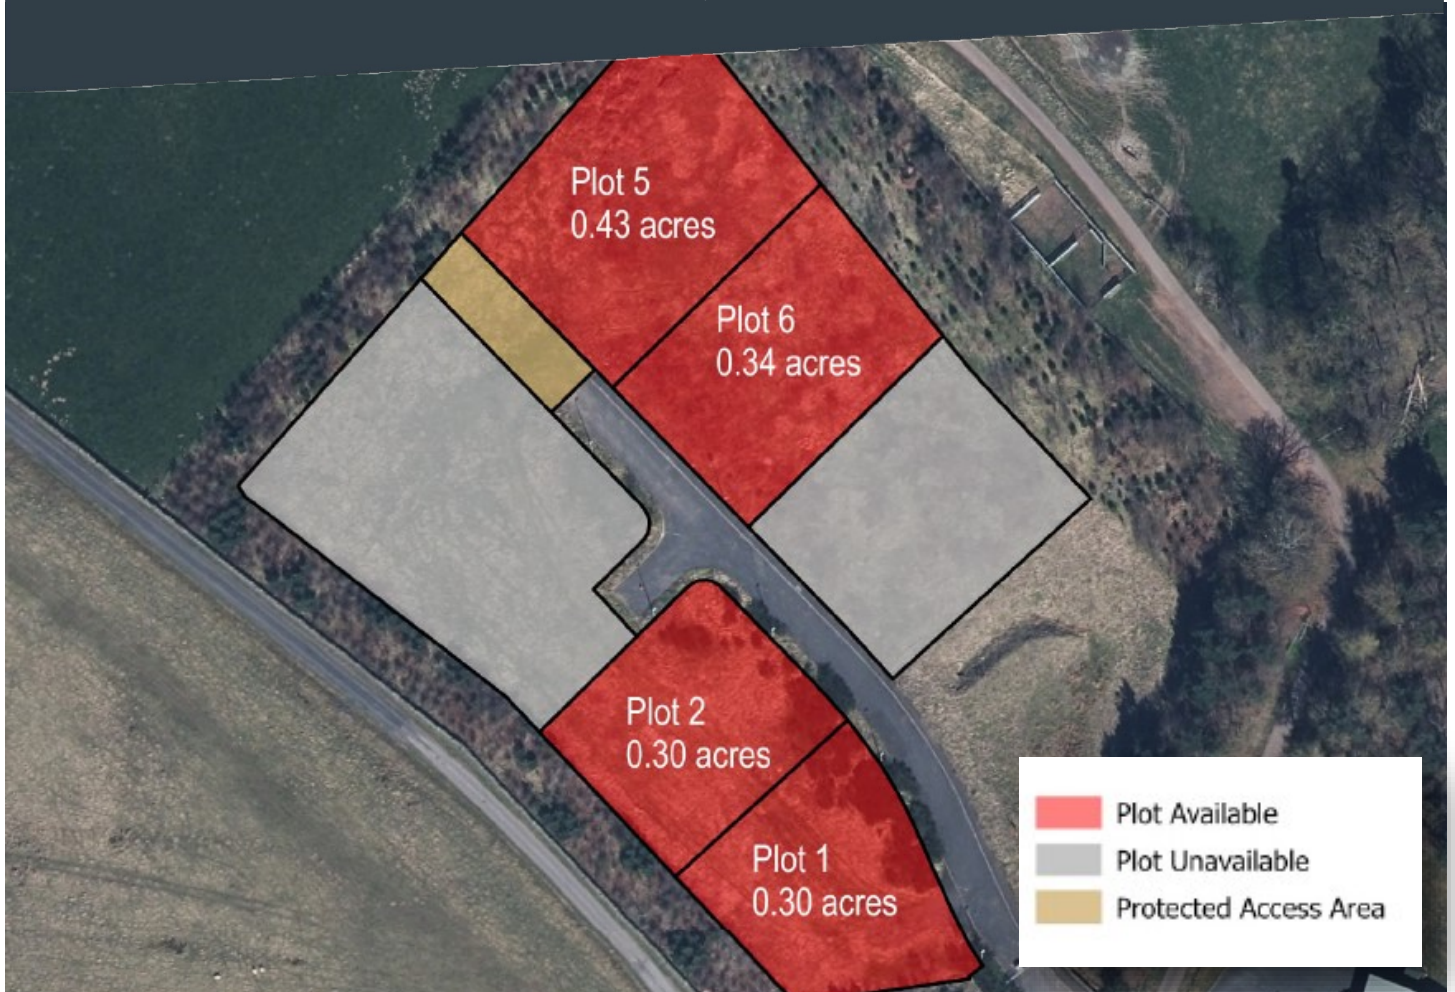 Plot 5
0.43 acres
Plot 6
0.34 acres
Plot 2
0.30 acres
Plot 1
0.30 acres
Plot Available
Plot Unavailable
Protected Access Area